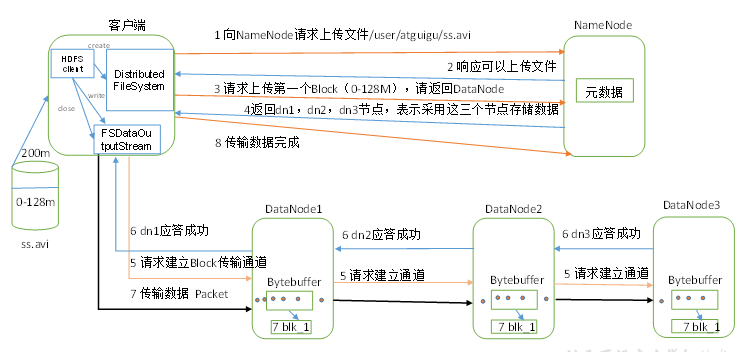 客户端
NameNode
1 向NameNode请求上传文件/user/atguigu/ss.avi
HDFS client
create
Distributed FileSystem
2 响应可以上传文件
3 请求上传第一个Block（0-128M），请返回DataNode
元数据
write
4返回dn1，dn2，dn3节点，表示采用这三个节点存储数据
close
FSDataOutputStream
8 传输数据完成
200m
0-128m
ss.avi
DataNode1
DataNode2
DataNode3
6 dn1应答成功
6 dn2应答成功
6 dn3应答成功
5 请求建立Block传输通道
5 请求建立通道
5 请求建立通道
7 传输数据 Packet
Bytebuffer
Bytebuffer
Bytebuffer
7 blk_1
7 blk_1
7 blk_1